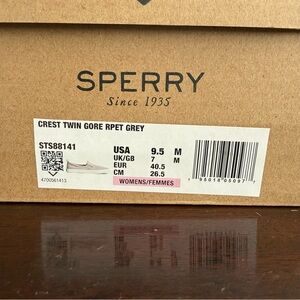 SPERRY
Since 1935
CREST TWIN GORE RPET GREY
STS88141
USA 9.5 M
UK/GB 7 M
EUR 40.5
CM 26.5
WOMENS/FEMMES
4700061413